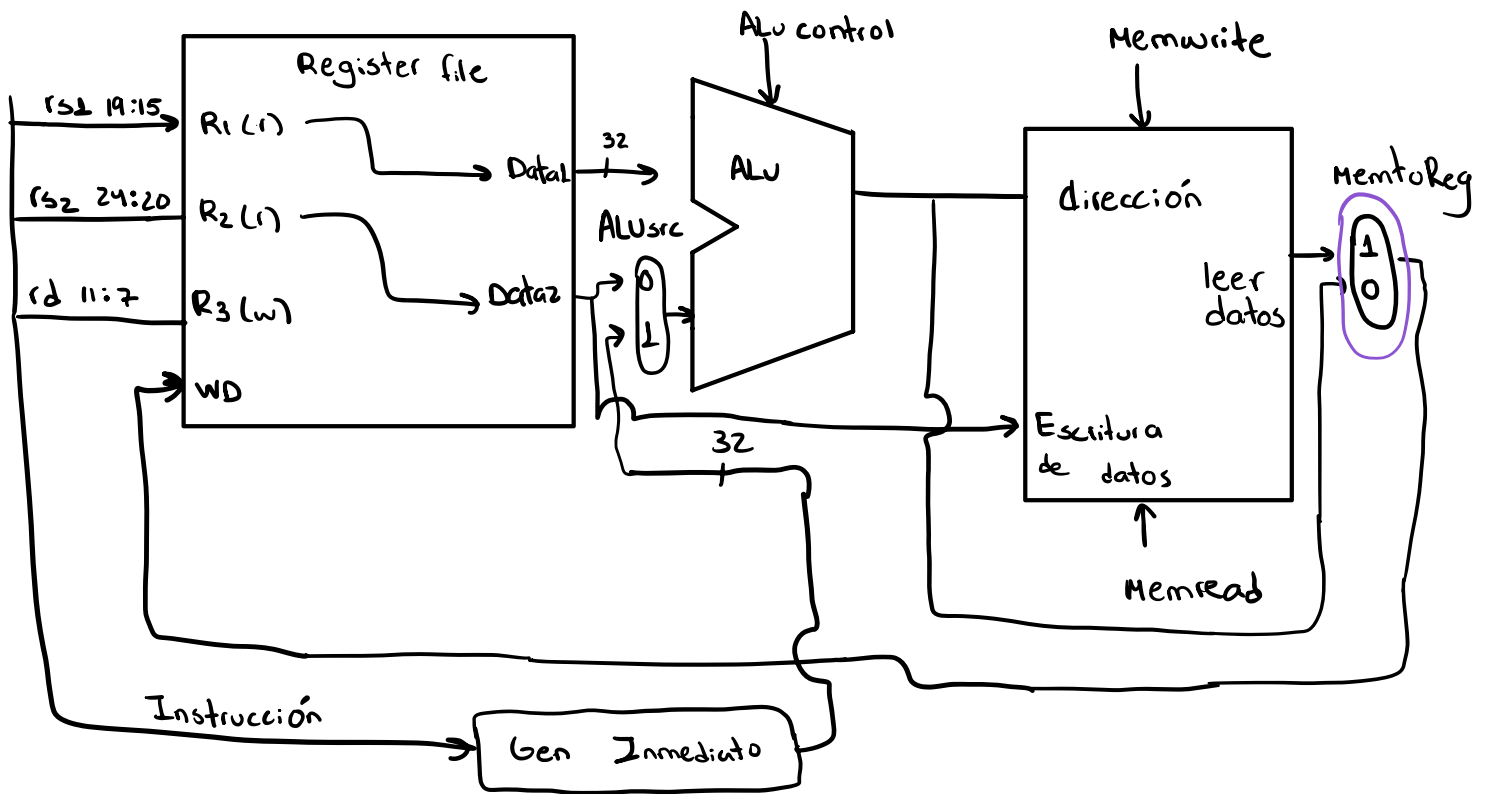 ALU control
Memwrite
Register file
rs1 19:15
R1(r)
32
Data1
ALU
MemtoReg
rs2 24:20
R2(r)
dirección
ALUsrc
1
0
leer
datos
0
1
rd 11:7
R3(w)
Data2
WD
Escritura
de datos
32
Memread
Instrucción
Gen Inmediato